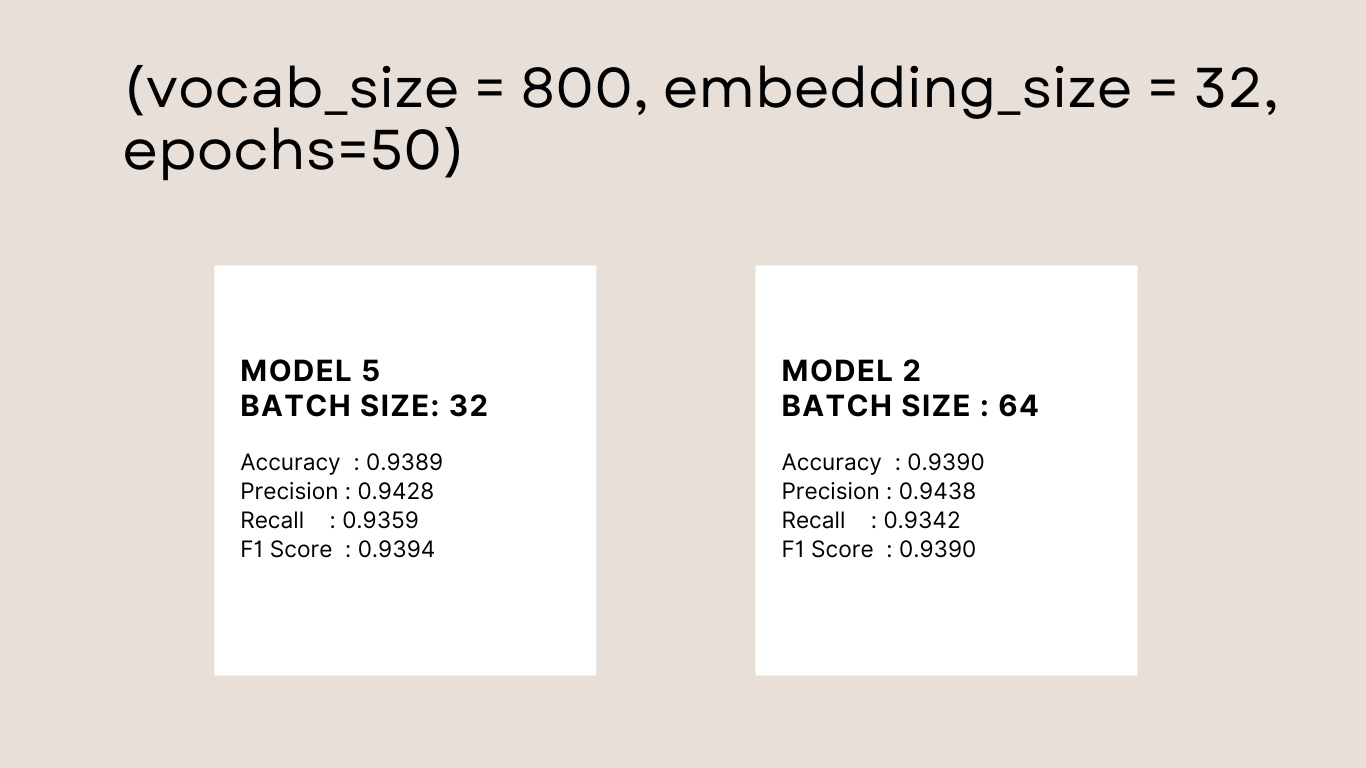 (vocab_size = 800, embedding_size = 32,
epochs=50)
MODEL 5
BATCH SIZE: 32
Accuracy  : 0.9389
Precision : 0.9428
Recall    : 0.9359
F1 Score  : 0.9394
MODEL 2
BATCH SIZE : 64
Accuracy  : 0.9390
Precision : 0.9438
Recall    : 0.9342
F1 Score  : 0.9390